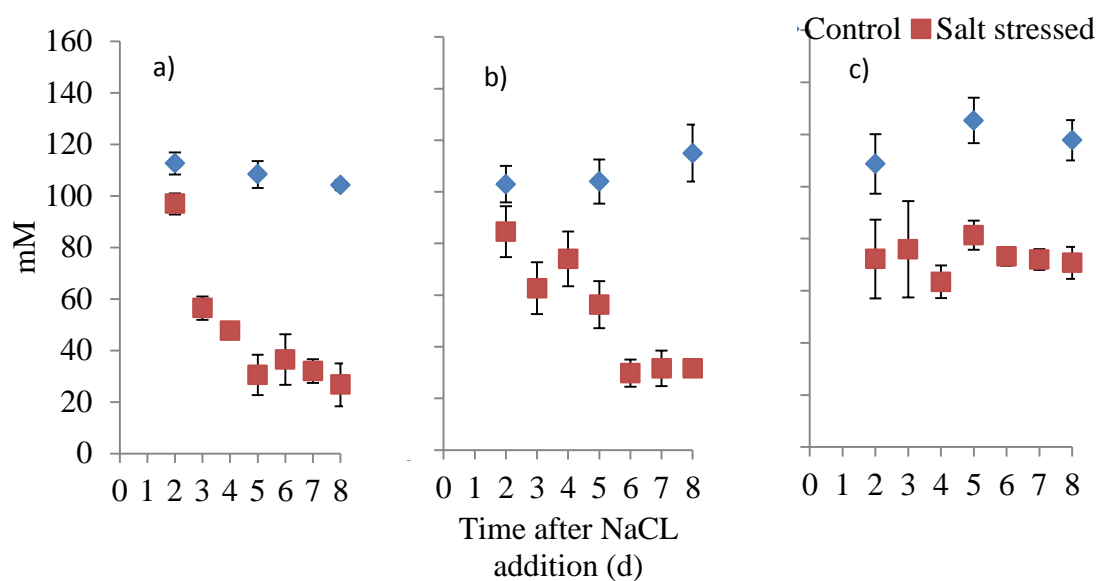 Control Salt stressed
a)
b)
c)
mM
160
140
120
100
80
60
40
20
0
0 1 2 3 4 5 6 7 8
0 1 2 3 4 5 6 7 8
0 1 2 3 4 5 6 7 8
Time after NaCL
addition (d)